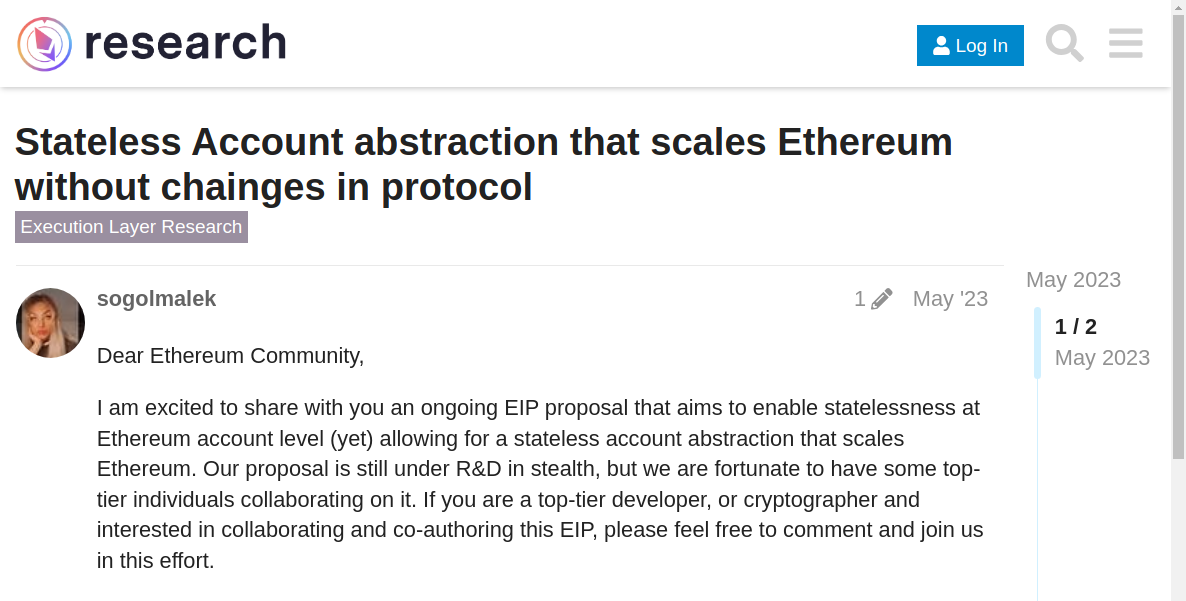 research
Log In
Stateless Account abstraction that scales Ethereum
without chainges in protocol
Execution Layer Research
sogolmalek
1
May '23
May 2023
1 / 2
May 2023
Dear Ethereum Community,
I am excited to share with you an ongoing EIP proposal that aims to enable statelessness at
Ethereum account level (yet) allowing for a stateless account abstraction that scales
Ethereum. Our proposal is still under R&D in stealth, but we are fortunate to have some top-
tier individuals collaborating on it. If you are a top-tier developer, or cryptographer and
interested in collaborating and co-authoring this EIP, please feel free to comment and join us
in this effort.